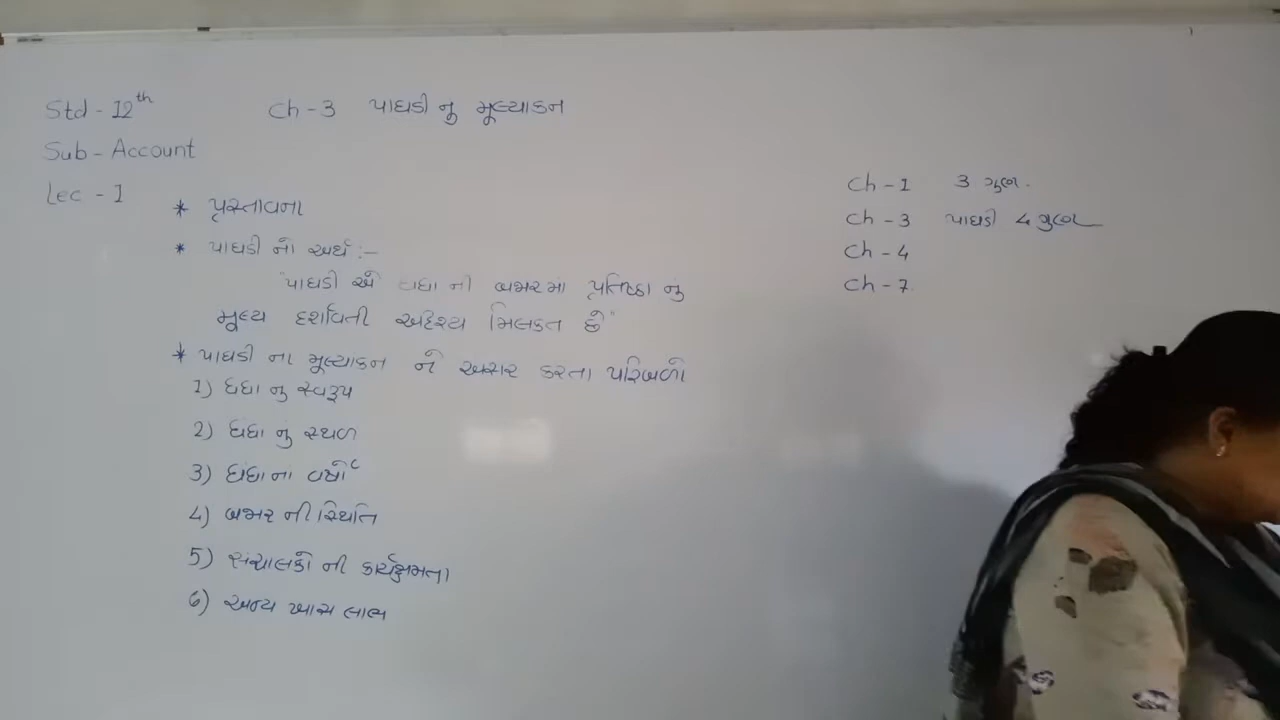 Std - 12th
Ch - 3 પાઘડી નુ મૂલ્યાકન
Sub - Account
Lec - 1
* પ્રસ્તાવના
* પાઘડી નો અર્થ :-
"પાઘડી એ ધંધા ની બજારમાં પ્રતિષ્ઠા નું
મૂલ્ય દર્શાવતી અદૃશ્ય મિલકત છે"
* પાઘડી ના મૂલ્યાકન ને અસર કરતા પરિબળો
1) ધંધા નુ સ્વરૂપ
2) ધંધા નું સ્થળ
3) ધંધા ના વર્ષો
4) બજાર ની સ્થિતિ
5) સંચાલકો ની કાર્યક્ષમતા
6) અન્ય ખાસ લાભ
Ch - 1 3 ગુણ.
Ch - 3 પાઘડી 4 ગુણ
Ch - 4
Ch - 7